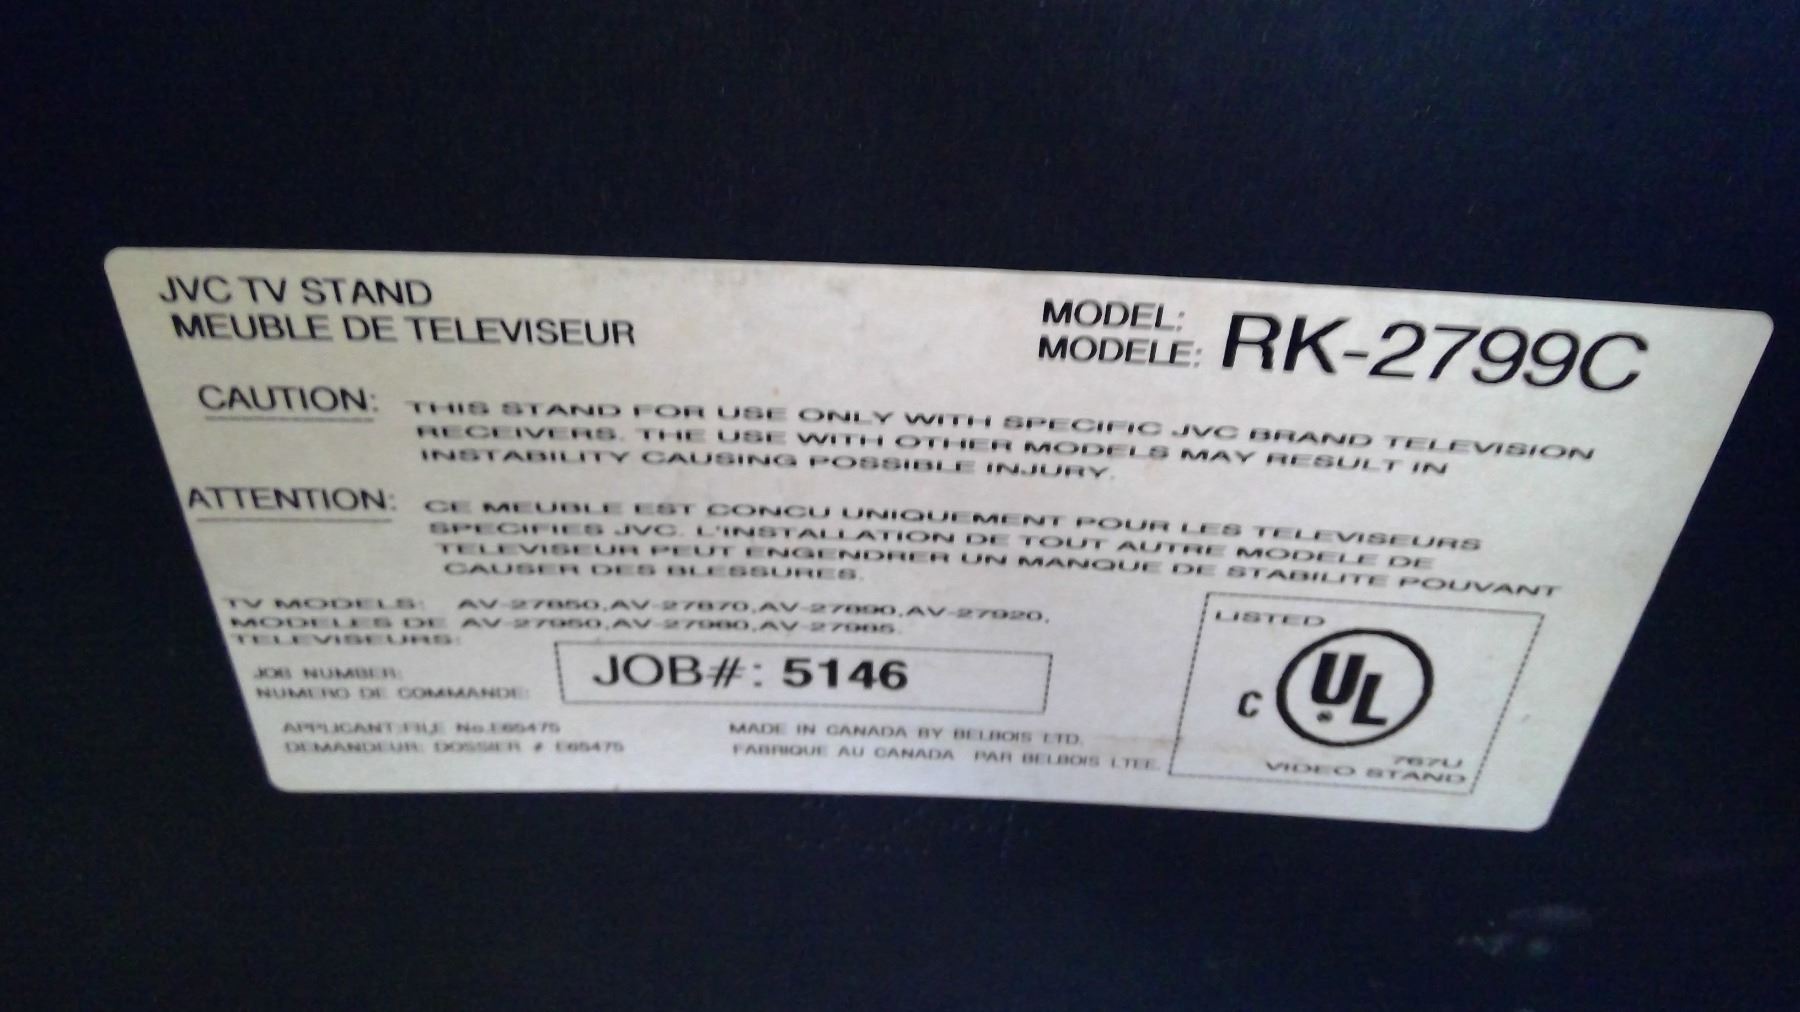 JVC TV STAND
MEUBLE DE TELEVISEUR
MODEL:
MODELE: RK-2799C
CAUTION: THIS STAND FOR USE ONLY WITH SPECIFIC JVC BRAND TELEVISION
RECEIVERS. THE USE WITH OTHER MODELS MAY RESULT IN
INSTABILITY CAUSING POSSIBLE INJURY.
ATTENTION: CE MEUBLE EST CONCU UNIQUEMENT POUR LES TELEVISEURS
SPECIFIES JVC. L'INSTALLATION DE TOUT AUTRE MODELE DE
TELEVISEUR PEUT ENGENDRER UN MANQUE DE STABILITE POUVANT
CAUSER DES BLESSURES.
TV MODELS: AV-27850,AV-27870,AV-27890,AV-27920,
MODELES DE AV-27950,AV-27980,AV-27985.
TELEVISEURS:
JOB NUMBER:
NUMERO DE COMMANDE:
JOB#: 5146
APPLICANT:FILE No.E65475
DEMANDEUR: DOSSIER # E65475
MADE IN CANADA BY BELBOIS LTD.
FABRIQUE AU CANADA PAR BELBOIS LTEE.
LISTED
C UL ®
767U
VIDEO STAND